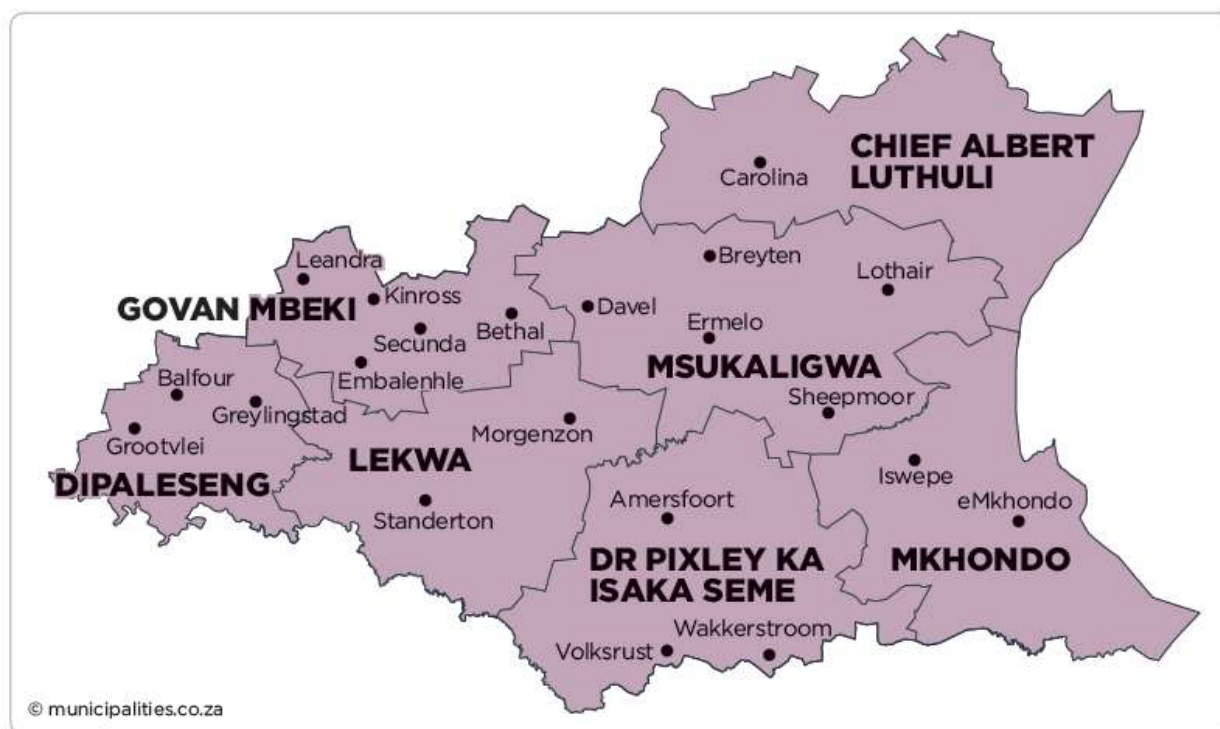 CHIEF ALBERT
LUTHULI
Carolina
Breyten
Lothair
Leandra
GOVAN MBEKI
Kinross
Davel
Secunda
Bethal
Ermelo
MSUKALIGWA
Embalenhle
Balfour
Greylingstad
Sheepmoor
Grootvlei
Morgenzon
LEKWA
DIPALESENG
Iswepe
Standerton
Amersfoort
eMkhondo
DR PIXLEY KA
ISAKA SEME
MKHONDO
Wakkerstroom
Volksrust
© municipalities.co.za